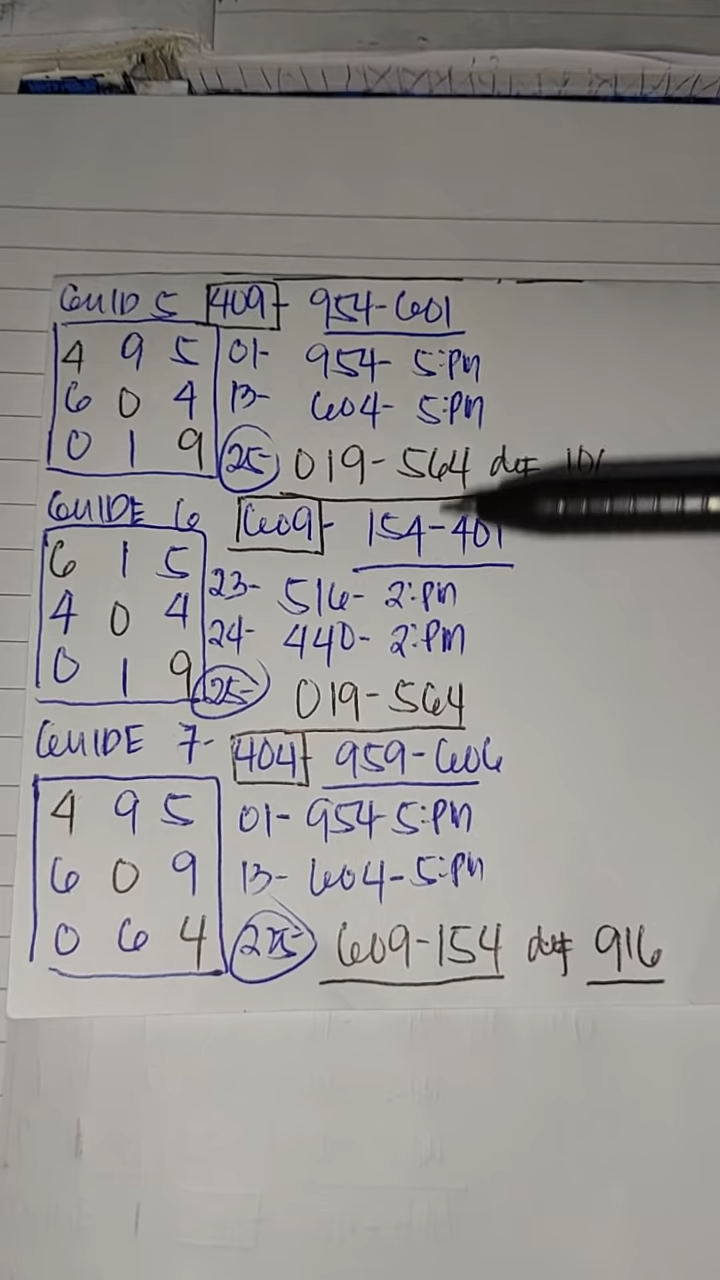 GUID 5 409- 954-601
4 9 5 01- 954- 5:PM
6 0 4 13- 604- 5:PM
0 1 9 25- 019-564 def
GUIDE 6 609- 154-401
6 1 5 23- 516- 2:PM
4 0 4 24- 440- 2:PM
0 1 9 25- 019-564
GUIDE 7- 404- 959-606
4 9 5 01- 954-5:PM
6 0 9 13- 604-5:PM
0 6 4 609-154 def 916